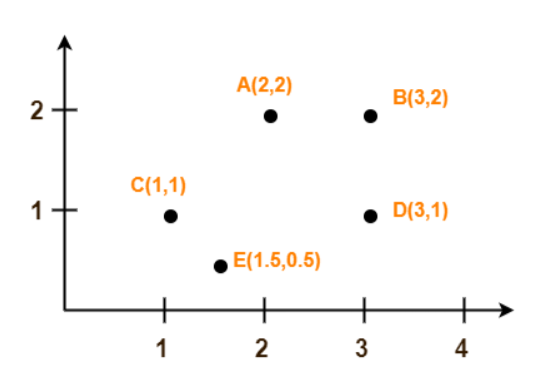 A(2,2)
B(3,2)
2
C(1,1)
1
D(3,1)
E(1.5,0.5)
1
2
3
4